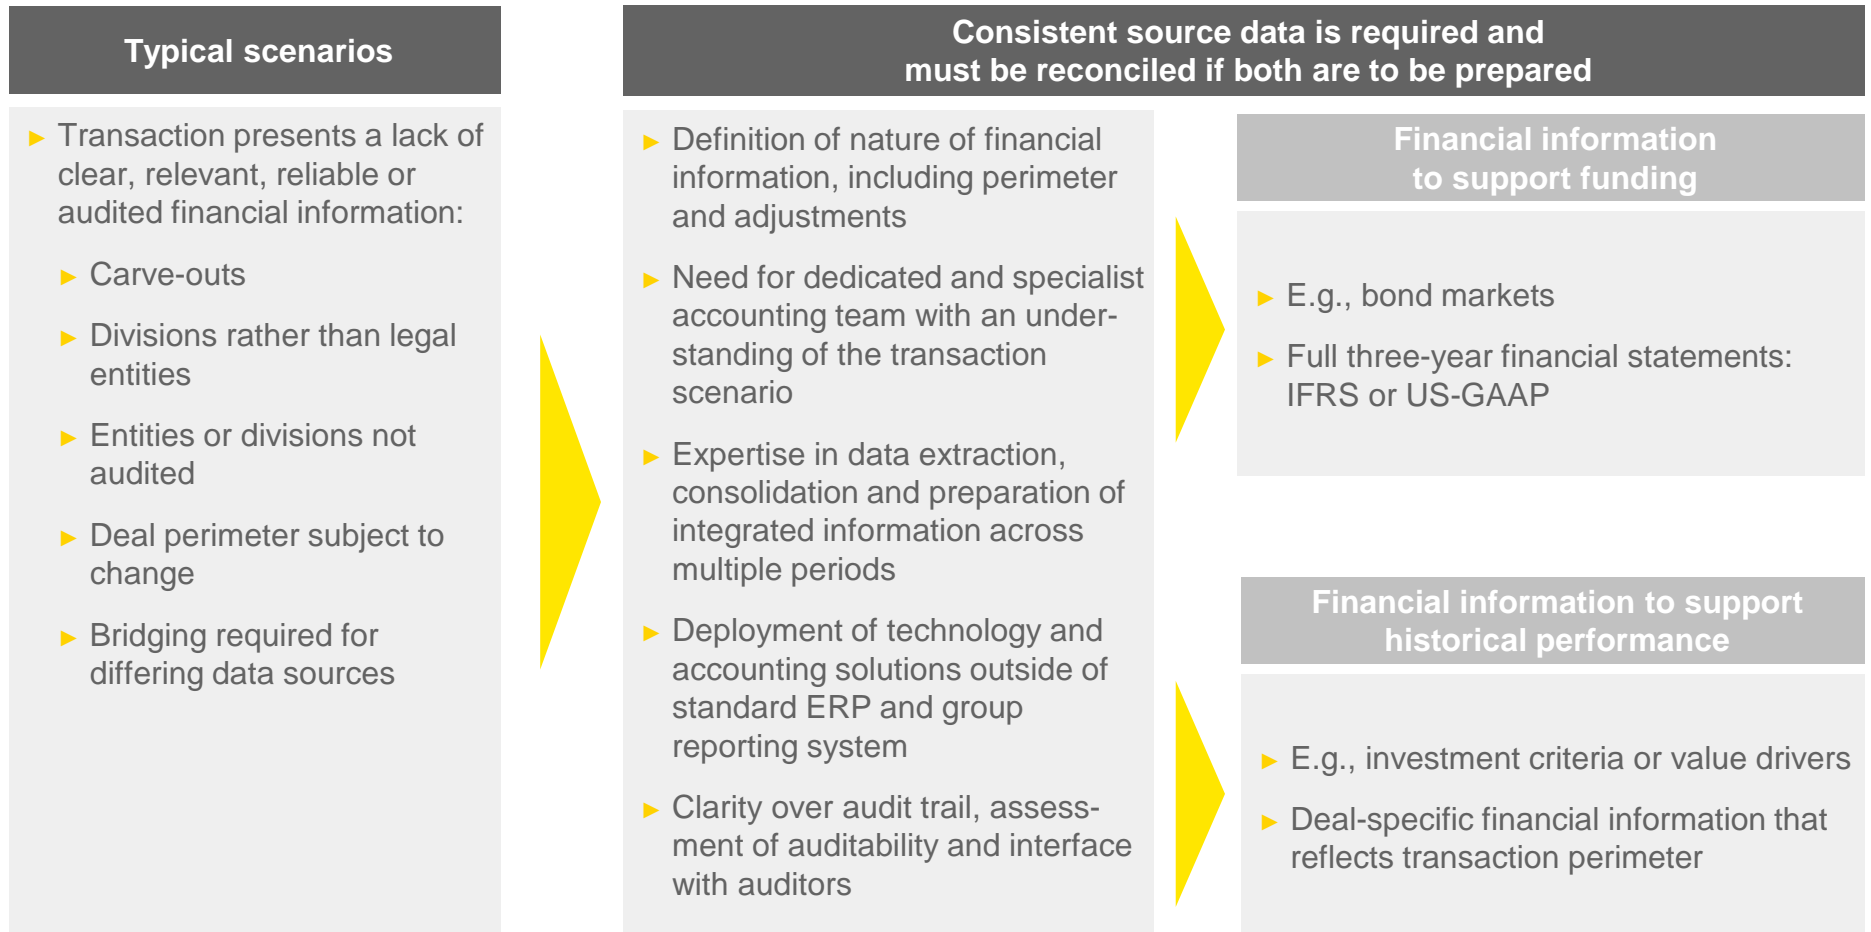 Typical scenarios
► Transaction presents a lack of
clear, relevant, reliable or
audited financial information:
► Carve-outs
► Divisions rather than legal
entities
► Entities or divisions not
audited
► Deal perimeter subject to
change
► Bridging required for
differing data sources
Consistent source data is required and
must be reconciled if both are to be prepared
► Definition of nature of financial
information, including perimeter
and adjustments
► Need for dedicated and specialist
accounting team with an under-
standing of the transaction
scenario
► Expertise in data extraction,
consolidation and preparation of
integrated information across
multiple periods
► Deployment of technology and
accounting solutions outside of
standard ERP and group
reporting system
► Clarity over audit trail, assess-
ment of auditability and interface
with auditors
Financial information
to support funding
► E.g., bond markets
► Full three-year financial statements:
IFRS or US-GAAP
Financial information to support
historical performance
► E.g., investment criteria or value drivers
► Deal-specific financial information that
reflects transaction perimeter